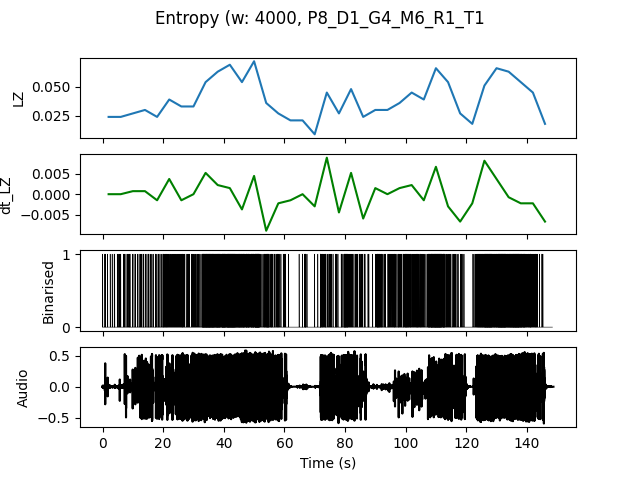 Entropy (w: 4000, P8_D1_G4_M6_R1_T1
LZ
0.050
0.025
dt_LZ
0.005
0.000
−0.005
Binarised
1
0
Audio
0.5
0.0
−0.5
0 20 40 60 80 100 120 140
Time (s)